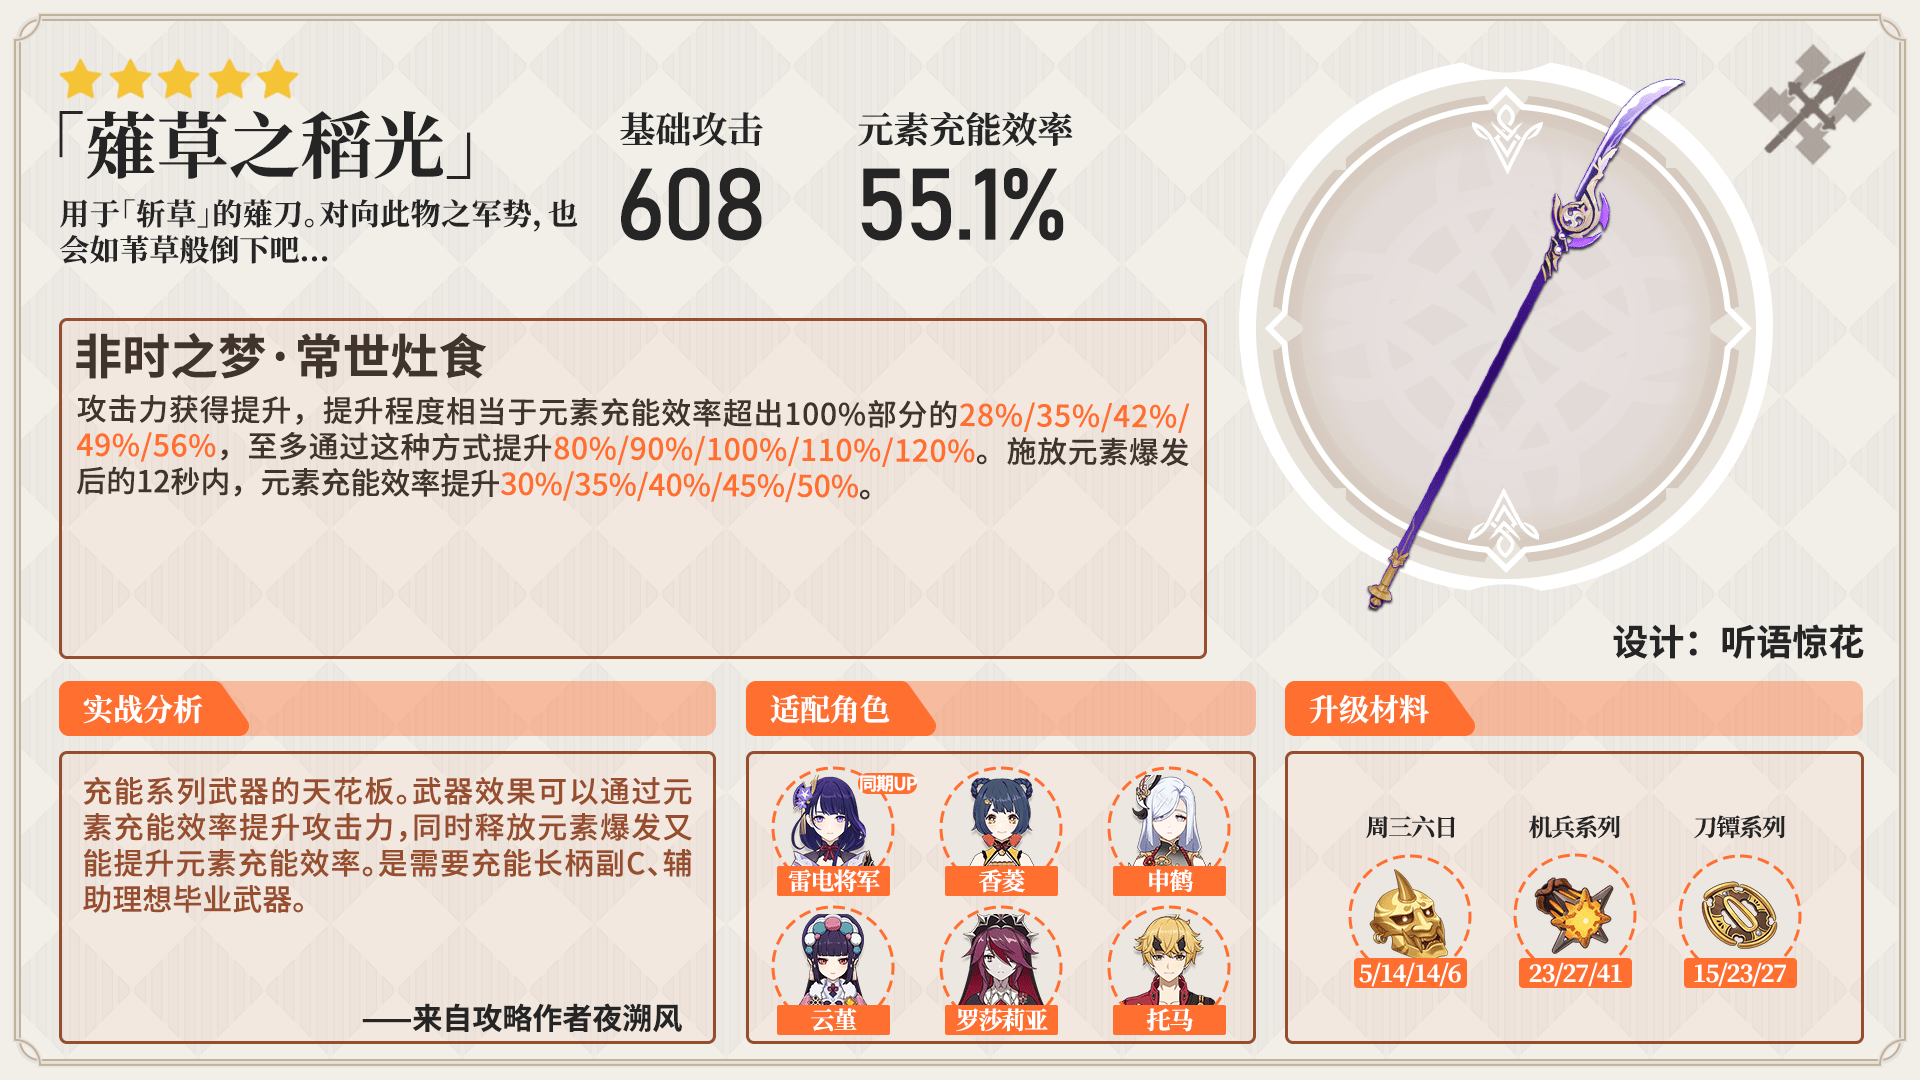 「薙草之稻光」
用于「斩草」的薙刀。对向此物之军势，也
会如苇草般倒下吧…
基础攻击
608
元素充能效率
55.1%
非时之梦·常世灶食
攻击力获得提升，提升程度相当于元素充能效率超出100%部分的28%/35%/42%/
49%/56%，至多通过这种方式提升80%/90%/100%/110%/120%。施放元素爆发
后的12秒内，元素充能效率提升30%/35%/40%/45%/50%。
设计：听语惊花
实战分析
充能系列武器的天花板。武器效果可以通过元
素充能效率提升攻击力，同时释放元素爆发又
能提升元素充能效率。是需要充能长柄副C、辅
助理想毕业武器。
——来自攻略作者夜溯风
适配角色
同期UP
雷电将军
香菱
申鹤
云堇
罗莎莉亚
托马
升级材料
周三六日
机兵系列
刀镡系列
5/14/14/6
23/27/41
15/23/27